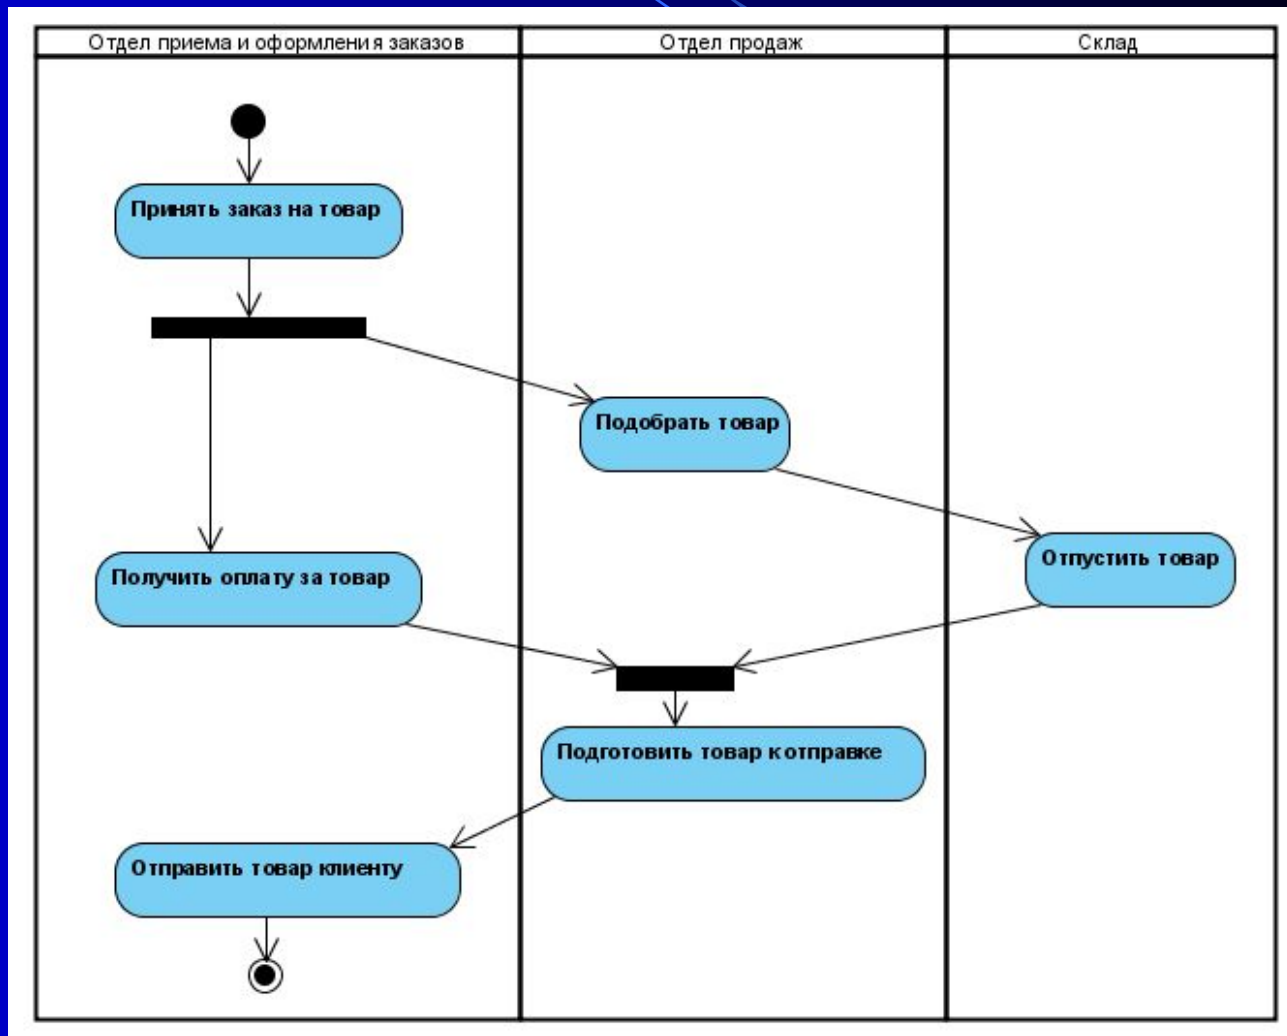 Отдел приема и оформления заказов
Отдел продаж
Склад
Принять заказ на товар
Подобрать товар
Отпустить товар
Получить оплату за товар
Подготовить товар к отправке
Отправить товар клиенту